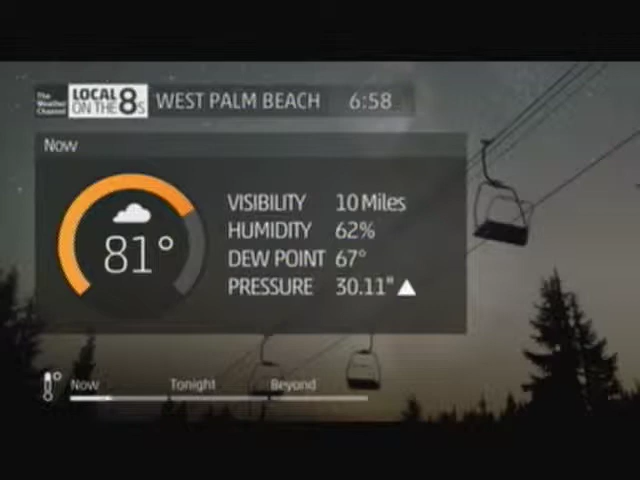 The
Weather
Channel
LOCAL
ON THE 8s
WEST PALM BEACH 6:58
Now
81°
VISIBILITY 10 Miles
HUMIDITY 62%
DEW POINT 67°
PRESSURE 30.11" ▲
Now Tonight Beyond